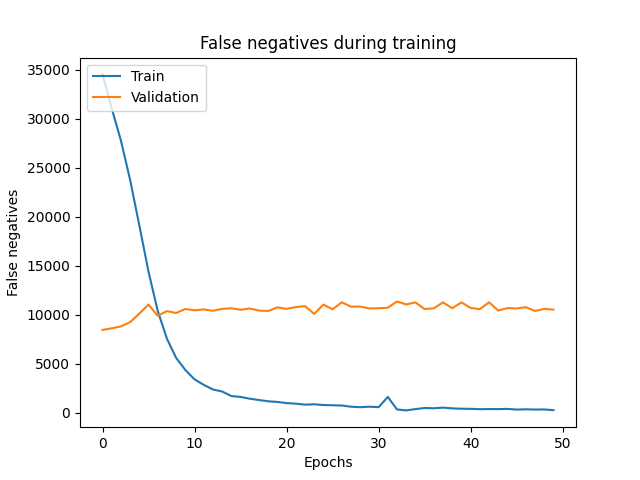 False negatives during training
Train
Validation
35000
30000
25000
20000
15000
10000
5000
0
False negatives
0 10 20 30 40 50
Epochs